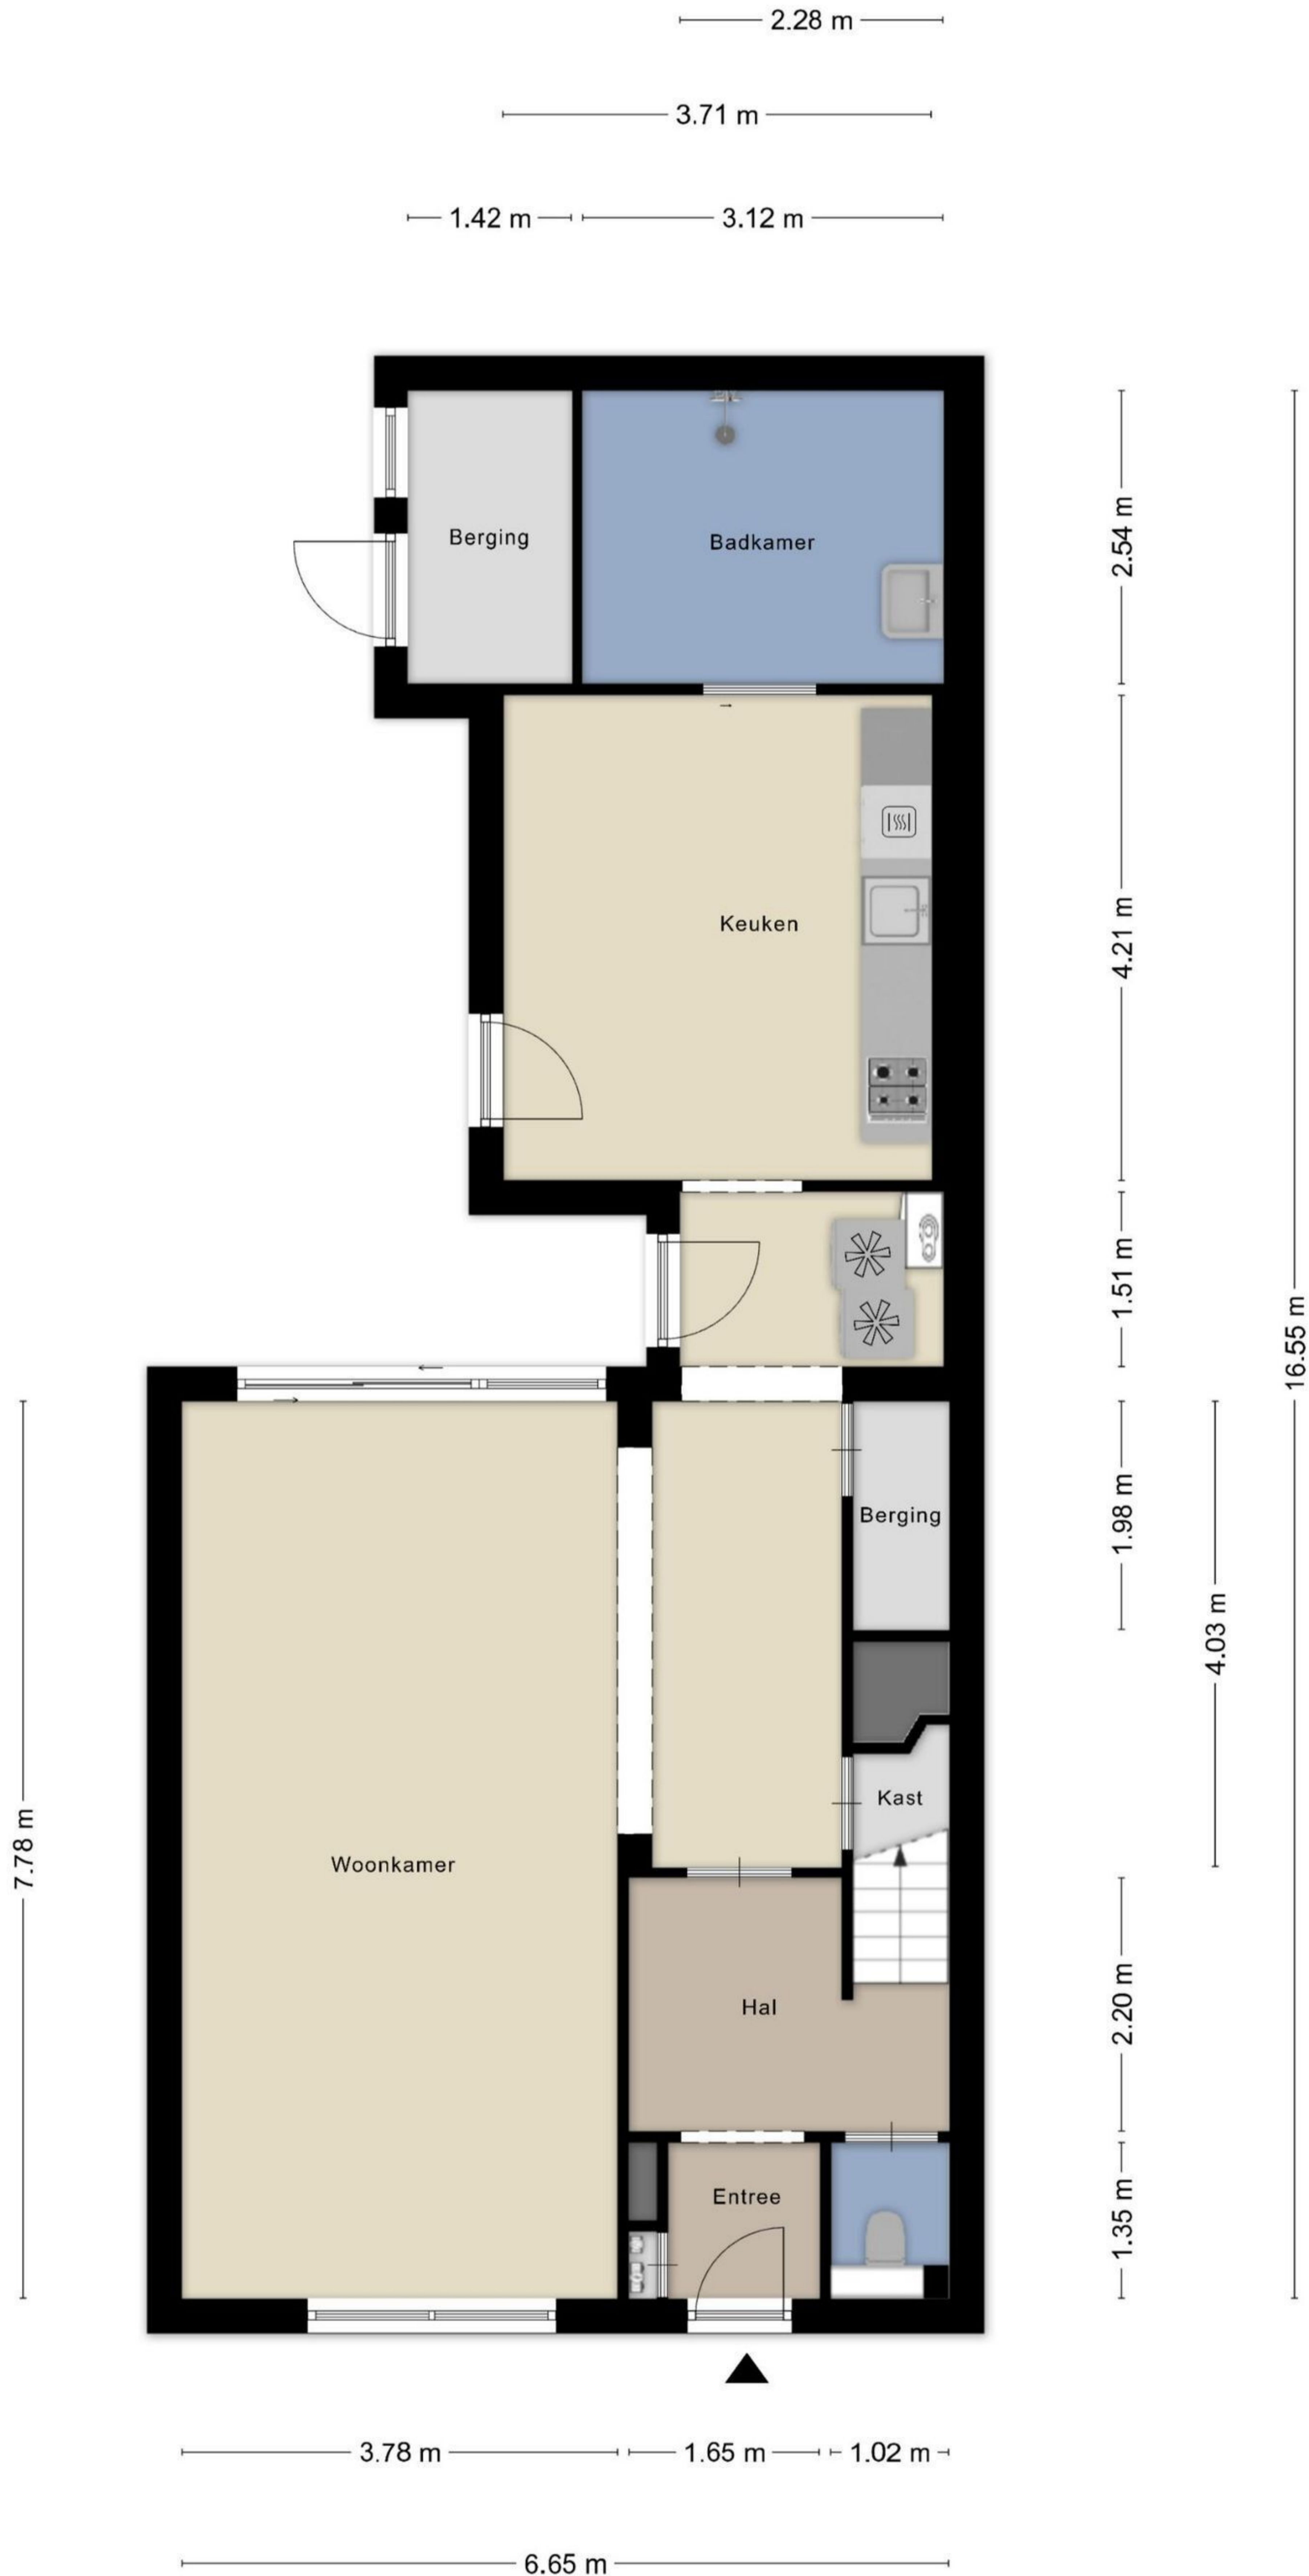 2.28 m
3.71 m
1.42 m
3.12 m
Berging
Badkamer
2.54 m
Keuken
4.21 m
1.51 m
16.55 m
Berging
1.98 m
4.03 m
Kast
Woonkamer
7.78 m
Hal
2.20 m
Entree
1.35 m
3.78 m
1.65 m
1.02 m
6.65 m